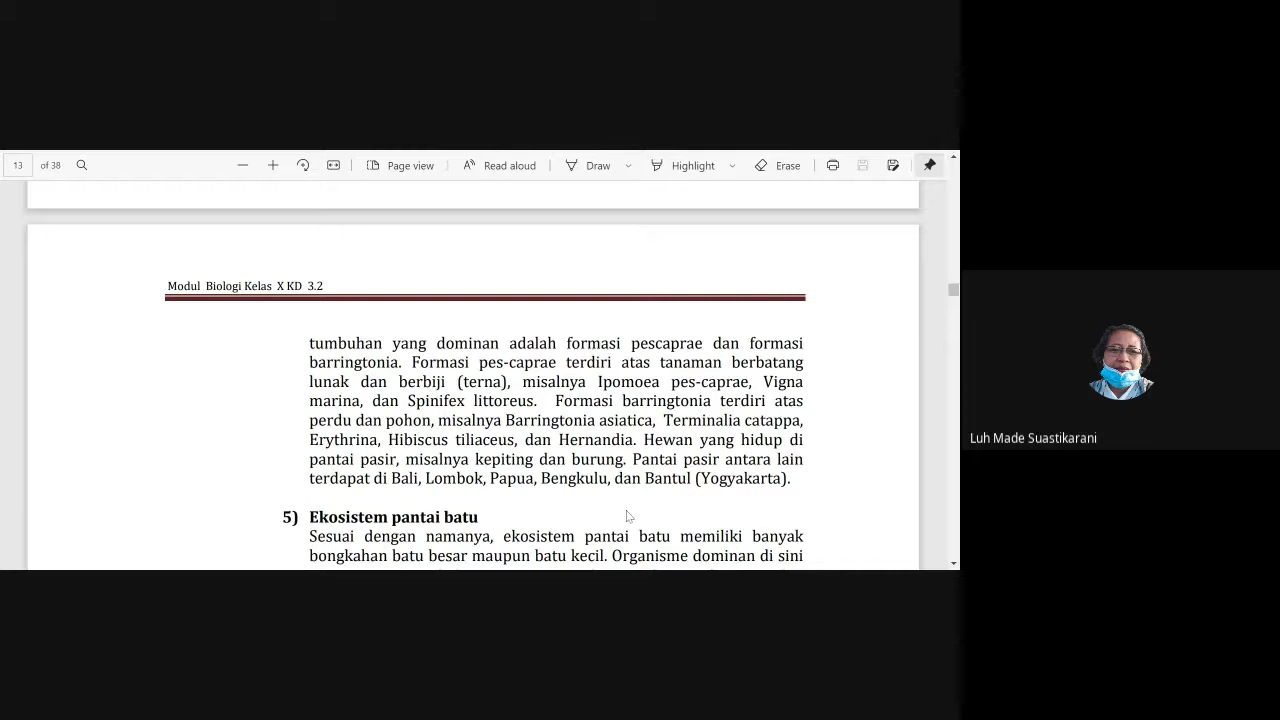 13 of 38 Page view Read aloud Draw Highlight Erase
Modul Biologi Kelas X KD 3.2
tumbuhan yang dominan adalah formasi pescaprae dan formasi
barringtonia. Formasi pes-caprae terdiri atas tanaman berbatang
lunak dan berbiji (terna), misalnya Ipomoea pes-caprae, Vigna
marina, dan Spinifex littoreus. Formasi barringtonia terdiri atas
perdu dan pohon, misalnya Barringtonia asiatica, Terminalia catappa,
Erythrina, Hibiscus tiliaceus, dan Hernandia. Hewan yang hidup di
pantai pasir, misalnya kepiting dan burung. Pantai pasir antara lain
terdapat di Bali, Lombok, Papua, Bengkulu, dan Bantul (Yogyakarta).
5) Ekosistem pantai batu
Sesuai dengan namanya, ekosistem pantai batu memiliki banyak
bongkahan batu besar maupun batu kecil. Organisme dominan di sini
Luh Made Suastikarani